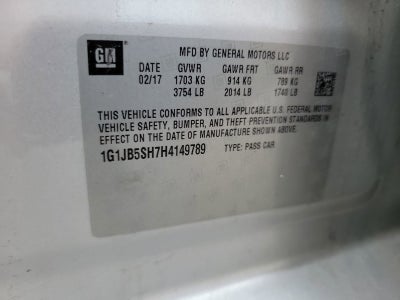 GM
MFD BY GENERAL MOTORS LLC
DATE GVWR GAWR FRT GAWR RR
02/17 1703 KG 914 KG 789 KG
3754 LB 2014 LB 1740 LB
THIS VEHICLE CONFORMS TO ALL APPLICABLE U.S. FEDERAL MOTOR
VEHICLE SAFETY, BUMPER, AND THEFT PREVENTION STANDARDS IN
EFFECT ON THE DATE OF MANUFACTURE SHOWN ABOVE.
1G1JB5SH7H4149789 TYPE: PASS CAR